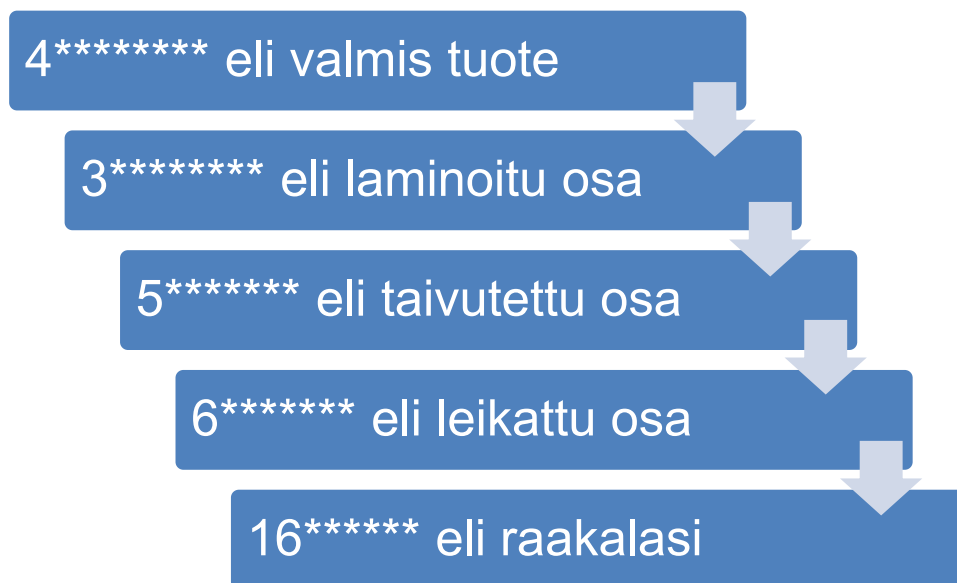 4******** eli valmis tuote
3******** eli laminoitu osa
5******* eli taivutettu osa
6******* eli leikattu osa
16****** eli raakalasi